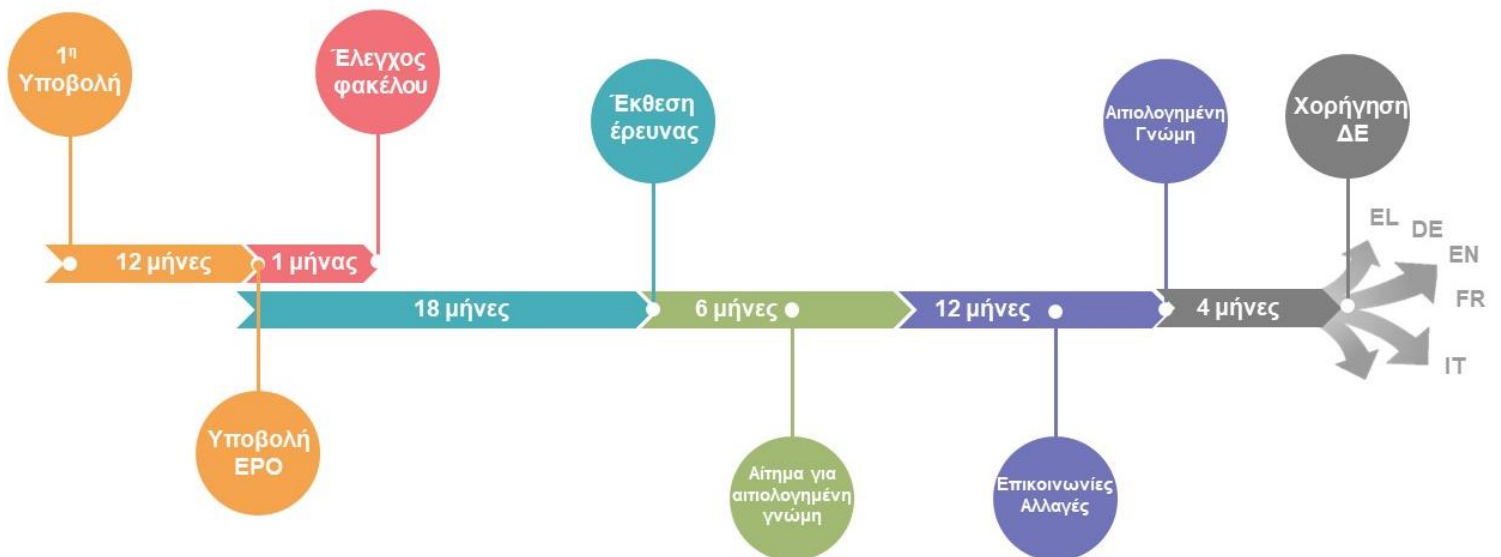 1η
Υποβολή
Έλεγχος
φακέλου
Έκθεση
έρευνας
Αιτιολογημένη
Γνώμη
Χορήγηση
ΔΕ
EL
DE
EN
FR
IT
12 μήνες
1 μήνας
18 μήνες
6 μήνες
12 μήνες
4 μήνες
Υποβολή
EPO
Αίτημα για
αιτιολογημένη
γνώμη
Επικοινωνίες
Αλλαγές